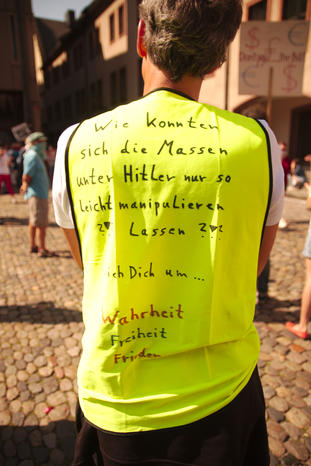 Wie konnten
sich die Massen
unter Hitler nur so
leicht manipulieren
? Lassen ?
ich Dich um...
Wahrheit
Freiheit
Frieden
$ €